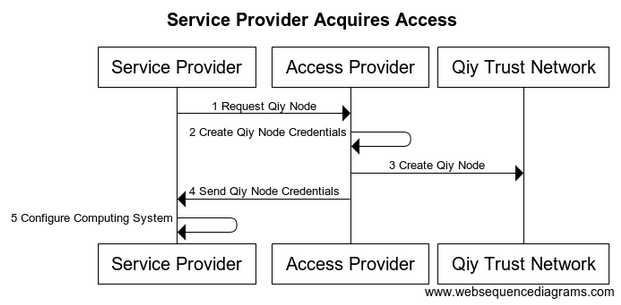 Service Provider Acquires Access
Service Provider
Access Provider
Qiy Trust Network
1 Request Qiy Node
2 Create Qiy Node Credentials
3 Create Qiy Node
4 Send Qiy Node Credentials
5 Configure Computing System
Service Provider
Access Provider
Qiy Trust Network
www.websequencediagrams.com